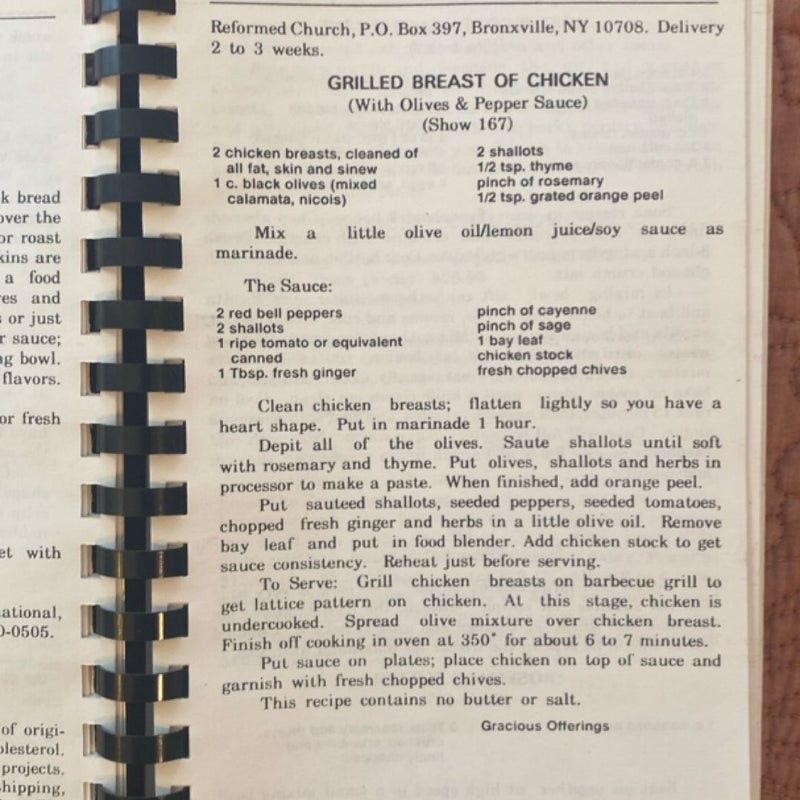 k bread
over the
or roast
kins are
a food
es and
s or just
r sauce;
ng bowl.
flavors.
or fresh
et with
ational,
0-0505.
of origi-
olesterol.
projects.
shipping,
Reformed Church, P.O. Box 397, Bronxville, NY 10708. Delivery
2 to 3 weeks.
GRILLED BREAST OF CHICKEN
(With Olives & Pepper Sauce)
(Show 167)
2 chicken breasts, cleaned of
all fat, skin and sinew
1 c. black olives (mixed
calamata, nicois)
2 shallots
1/2 tsp. thyme
pinch of rosemary
1/2 tsp. grated orange peel
Mix a little olive oil/lemon juice/soy sauce as
marinade.
The Sauce:
2 red bell peppers
2 shallots
1 ripe tomato or equivalent
canned
1 Tbsp. fresh ginger
pinch of cayenne
pinch of sage
1 bay leaf
chicken stock
fresh chopped chives
Clean chicken breasts; flatten lightly so you have a
heart shape. Put in marinade 1 hour.
Depit all of the olives. Saute shallots until soft
with rosemary and thyme. Put olives, shallots and herbs in
processor to make a paste. When finished, add orange peel.
Put sauteed shallots, seeded peppers, seeded tomatoes,
chopped fresh ginger and herbs in a little olive oil. Remove
bay leaf and put in food blender. Add chicken stock to get
sauce consistency. Reheat just before serving.
To Serve: Grill chicken breasts on barbecue grill to
get lattice pattern on chicken. At this stage, chicken is
undercooked. Spread olive mixture over chicken breast.
Finish off cooking in oven at 350° for about 6 to 7 minutes.
Put sauce on plates; place chicken on top of sauce and
garnish with fresh chopped chives.
This recipe contains no butter or salt.
Gracious Offerings